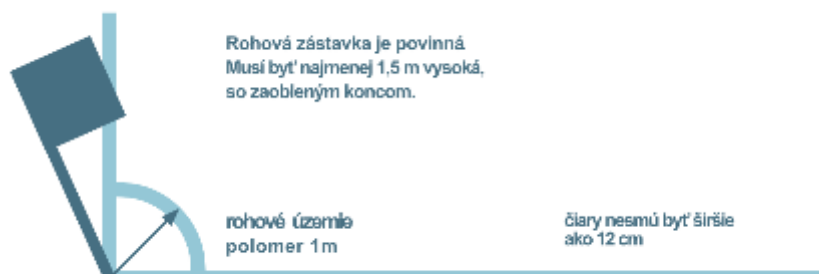 Rohová zástavka je povinná
Musí byť najmenej 1,5 m vysoká,
so zaobleným koncom.
rohové územie
polomer 1m
čiary nesmú byť širšie
ako 12 cm